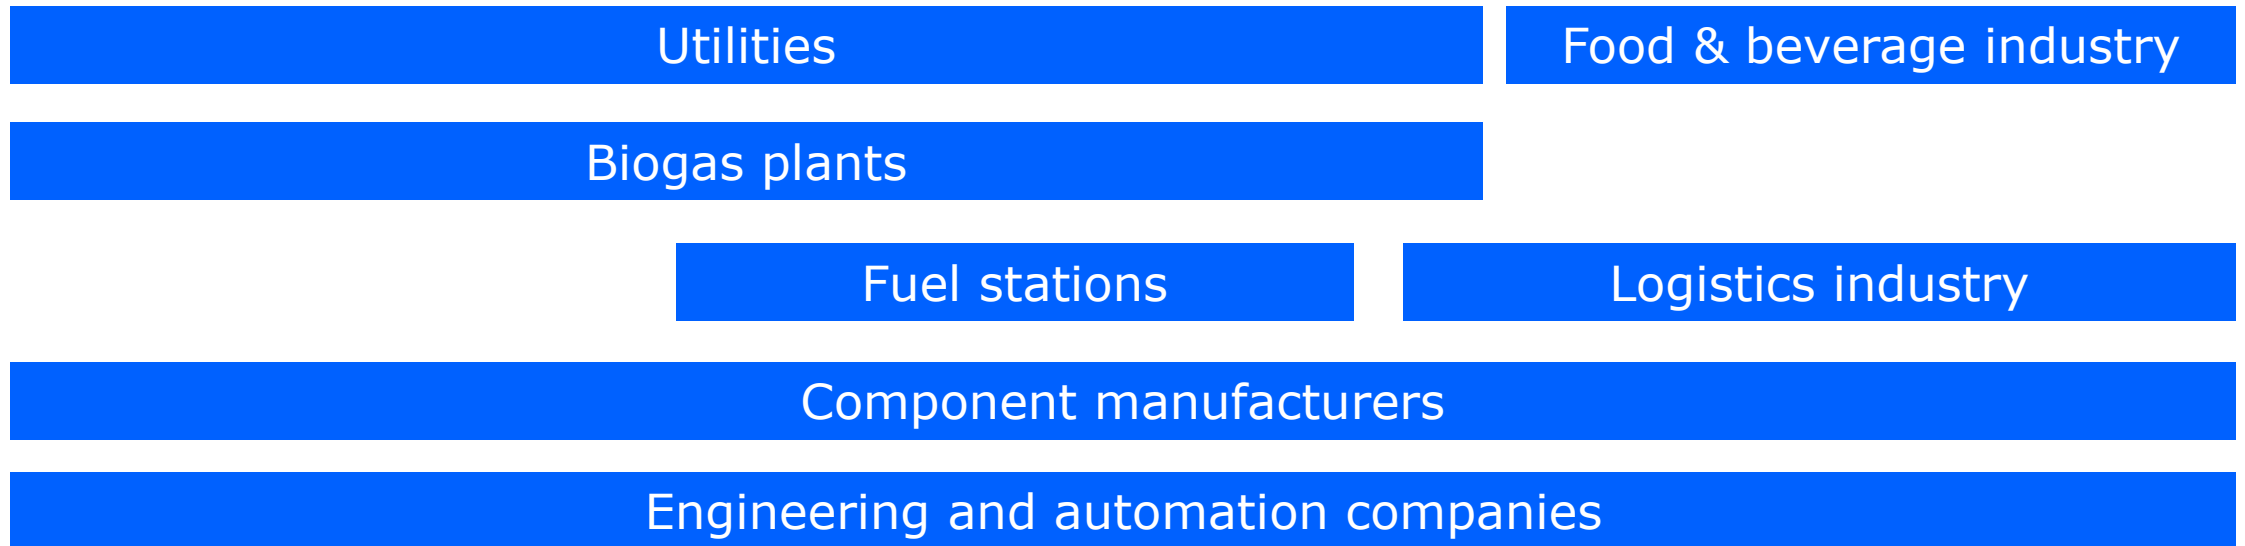 Utilities
Food & beverage industry
Biogas plants
Fuel stations
Logistics industry
Component manufacturers
Engineering and automation companies